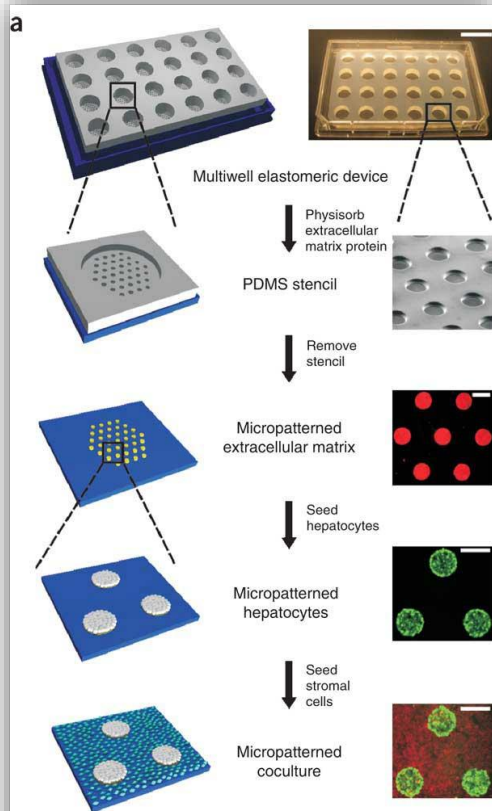 a
Multiwell elastomeric device
Physisorb
extracellular
matrix protein
PDMS stencil
Remove
stencil
Micropatterned
extracellular matrix
Seed
hepatocytes
Micropatterned
hepatocytes
Seed
stromal
cells
Micropatterned
coculture